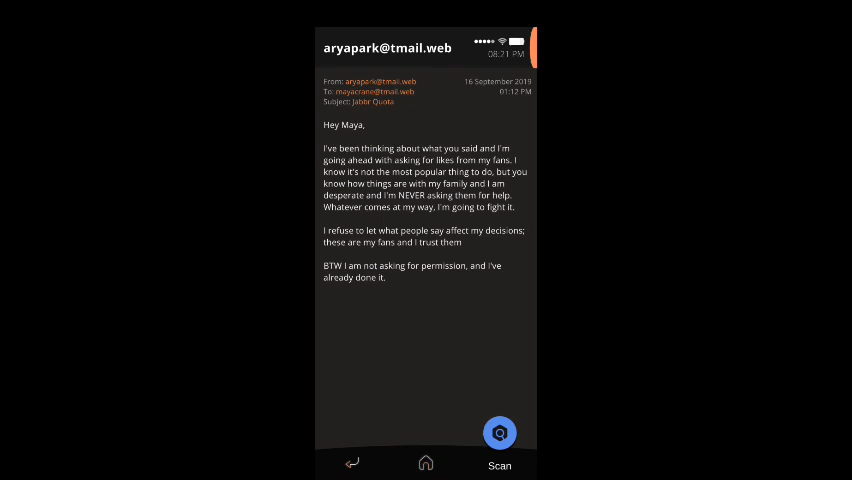 aryapark@tmail.web
08:21 PM
From: aryapark@tmail.web
16 September 2019
To: mayacrane@tmail.web
01:12 PM
Subject: Jabbr Quota
Hey Maya,
I've been thinking about what you said and I'm
going ahead with asking for likes from my fans. I
know it's not the most popular thing to do, but you
know how things are with my family and I am
desperate and I'm NEVER asking them for help.
Whatever comes at my way, I'm going to fight it.
I refuse to let what people say affect my decisions;
these are my fans and I trust them
BTW I am not asking for permission, and I've
already done it.
Scan